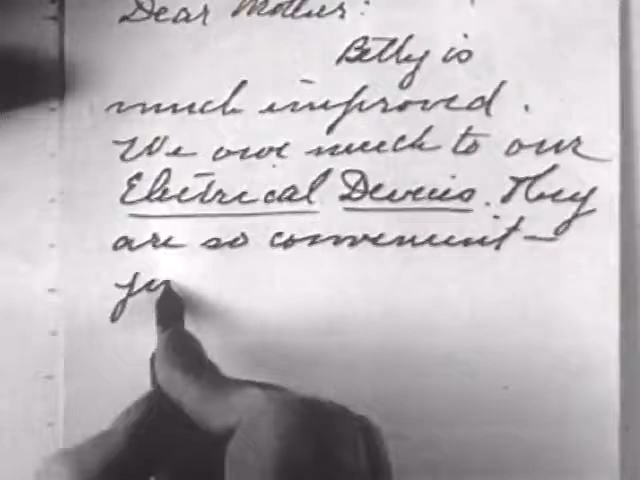 Dear Mother:
Betty is
much improved.
We owe much to our
Electrical Devices. They
are so convenient –